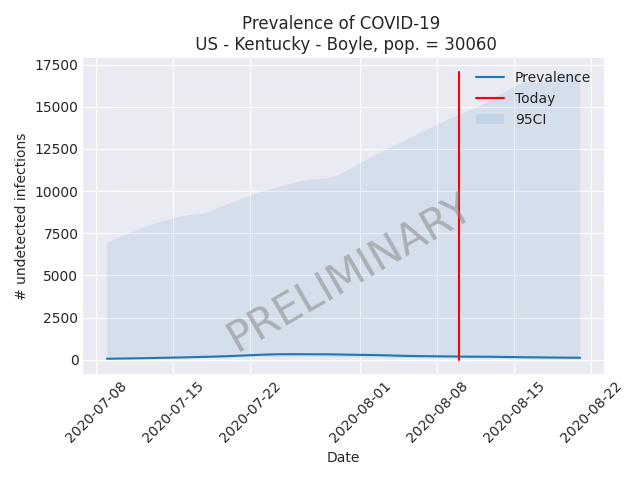 Prevalence of COVID-19
US - Kentucky - Boyle, pop. = 30060
17500
15000
12500
10000
7500
5000
2500
0
# undetected infections
Prevalence
Today
95CI
PRELIMINARY
2020-07-08
2020-07-15
2020-07-22
2020-08-01
2020-08-08
2020-08-15
2020-08-22
Date